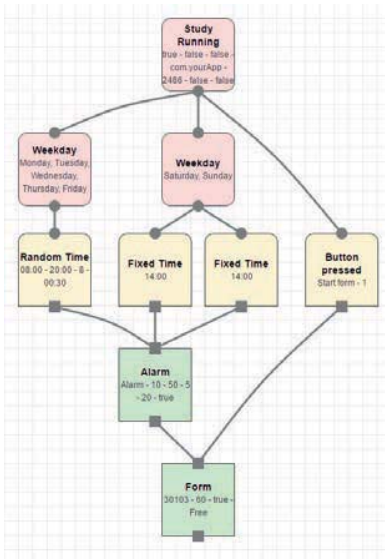 Study
Running
true - false - false -
com.yourApp -
2486 - false - false
Weekday
Monday, Tuesday,
Wednesday,
Thursday, Friday
Weekday
Saturday, Sunday
Random Time
08:00 - 20:00 - 8 -
00:30
Fixed Time
14:00
Fixed Time
14:00
Button
pressed
Start form - 1
Alarm
Alarm - 10 - 50 - 5
- 20 - true
Form
30103 - 60 - true -
Free